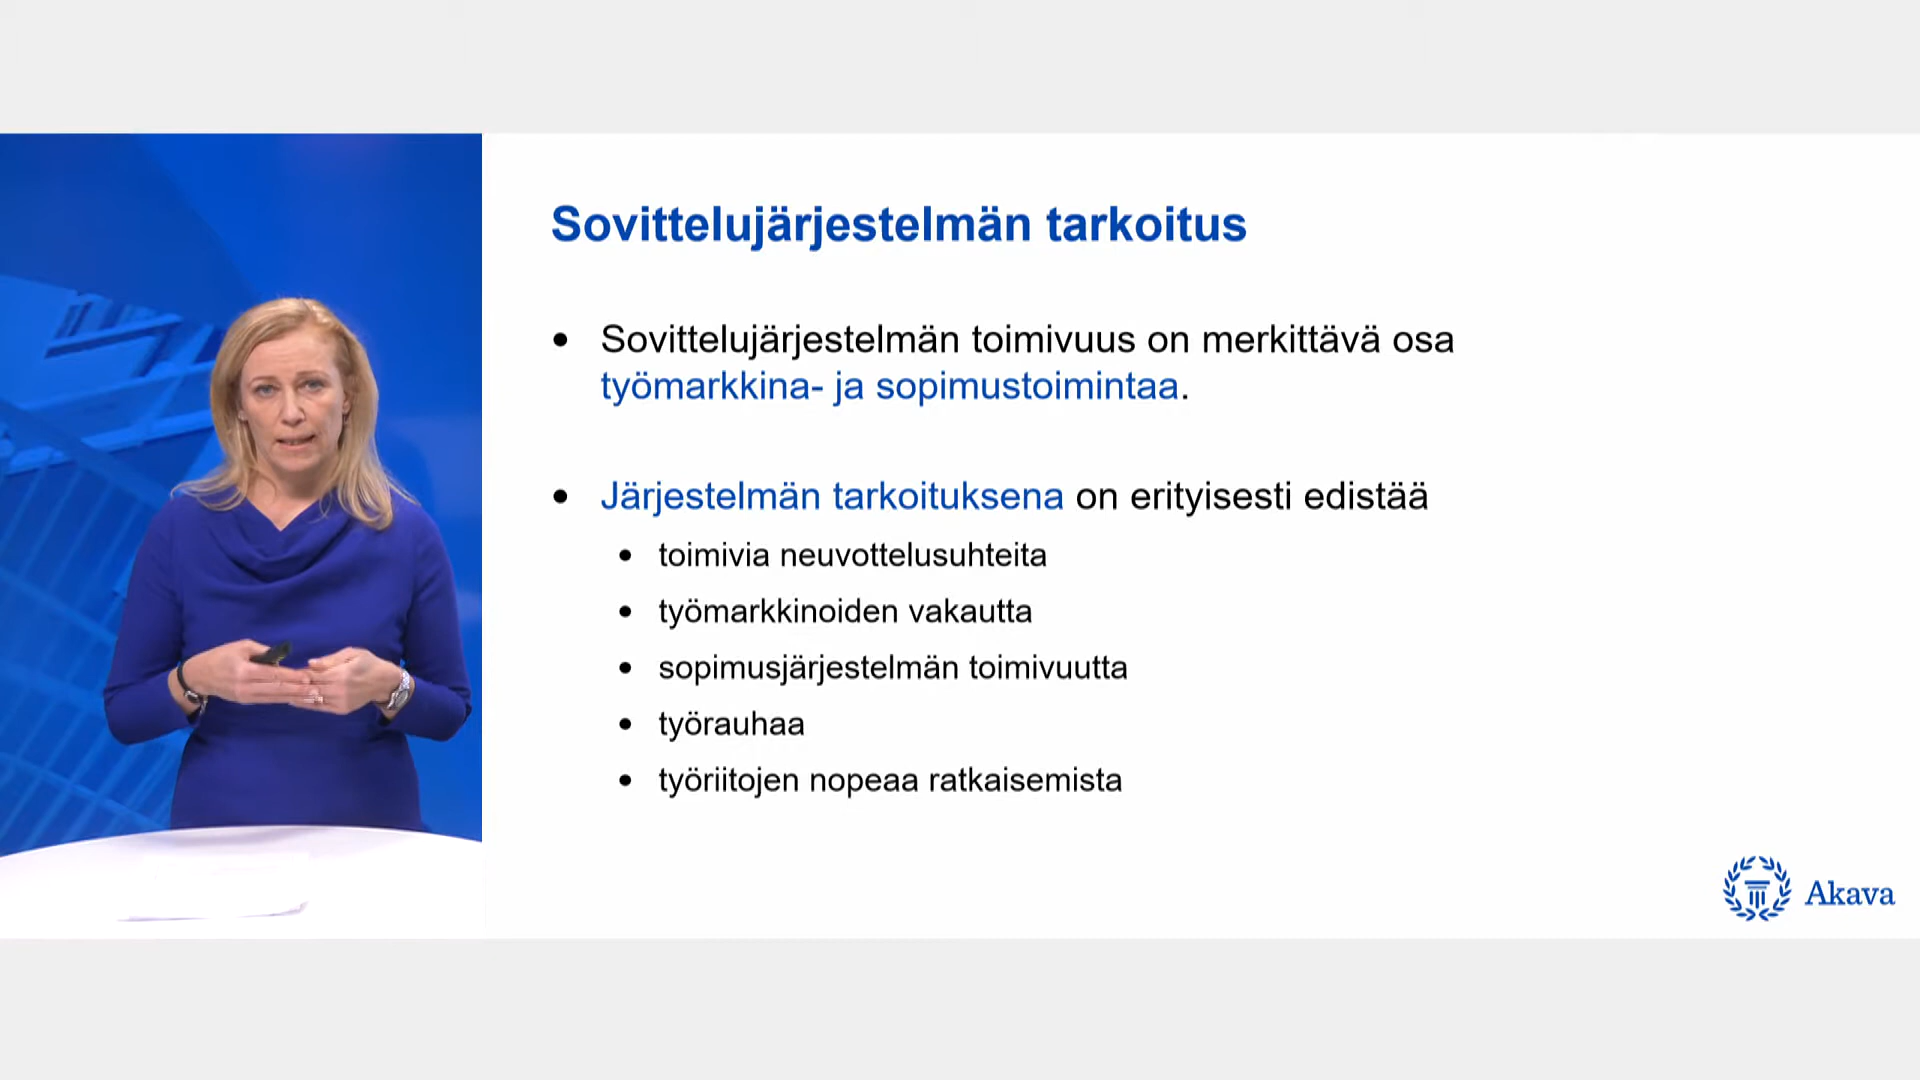 Sovittelujärjestelmän tarkoitus
• Sovittelujärjestelmän toimivuus on merkittävä osa
työmarkkina- ja sopimustoimintaa.
• Järjestelmän tarkoituksena on erityisesti edistää
• toimivia neuvottelusuhteita
• työmarkkinoiden vakautta
• sopimusjärjestelmän toimivuutta
• työrauhaa
• työriitojen nopeaa ratkaisemista
Akava